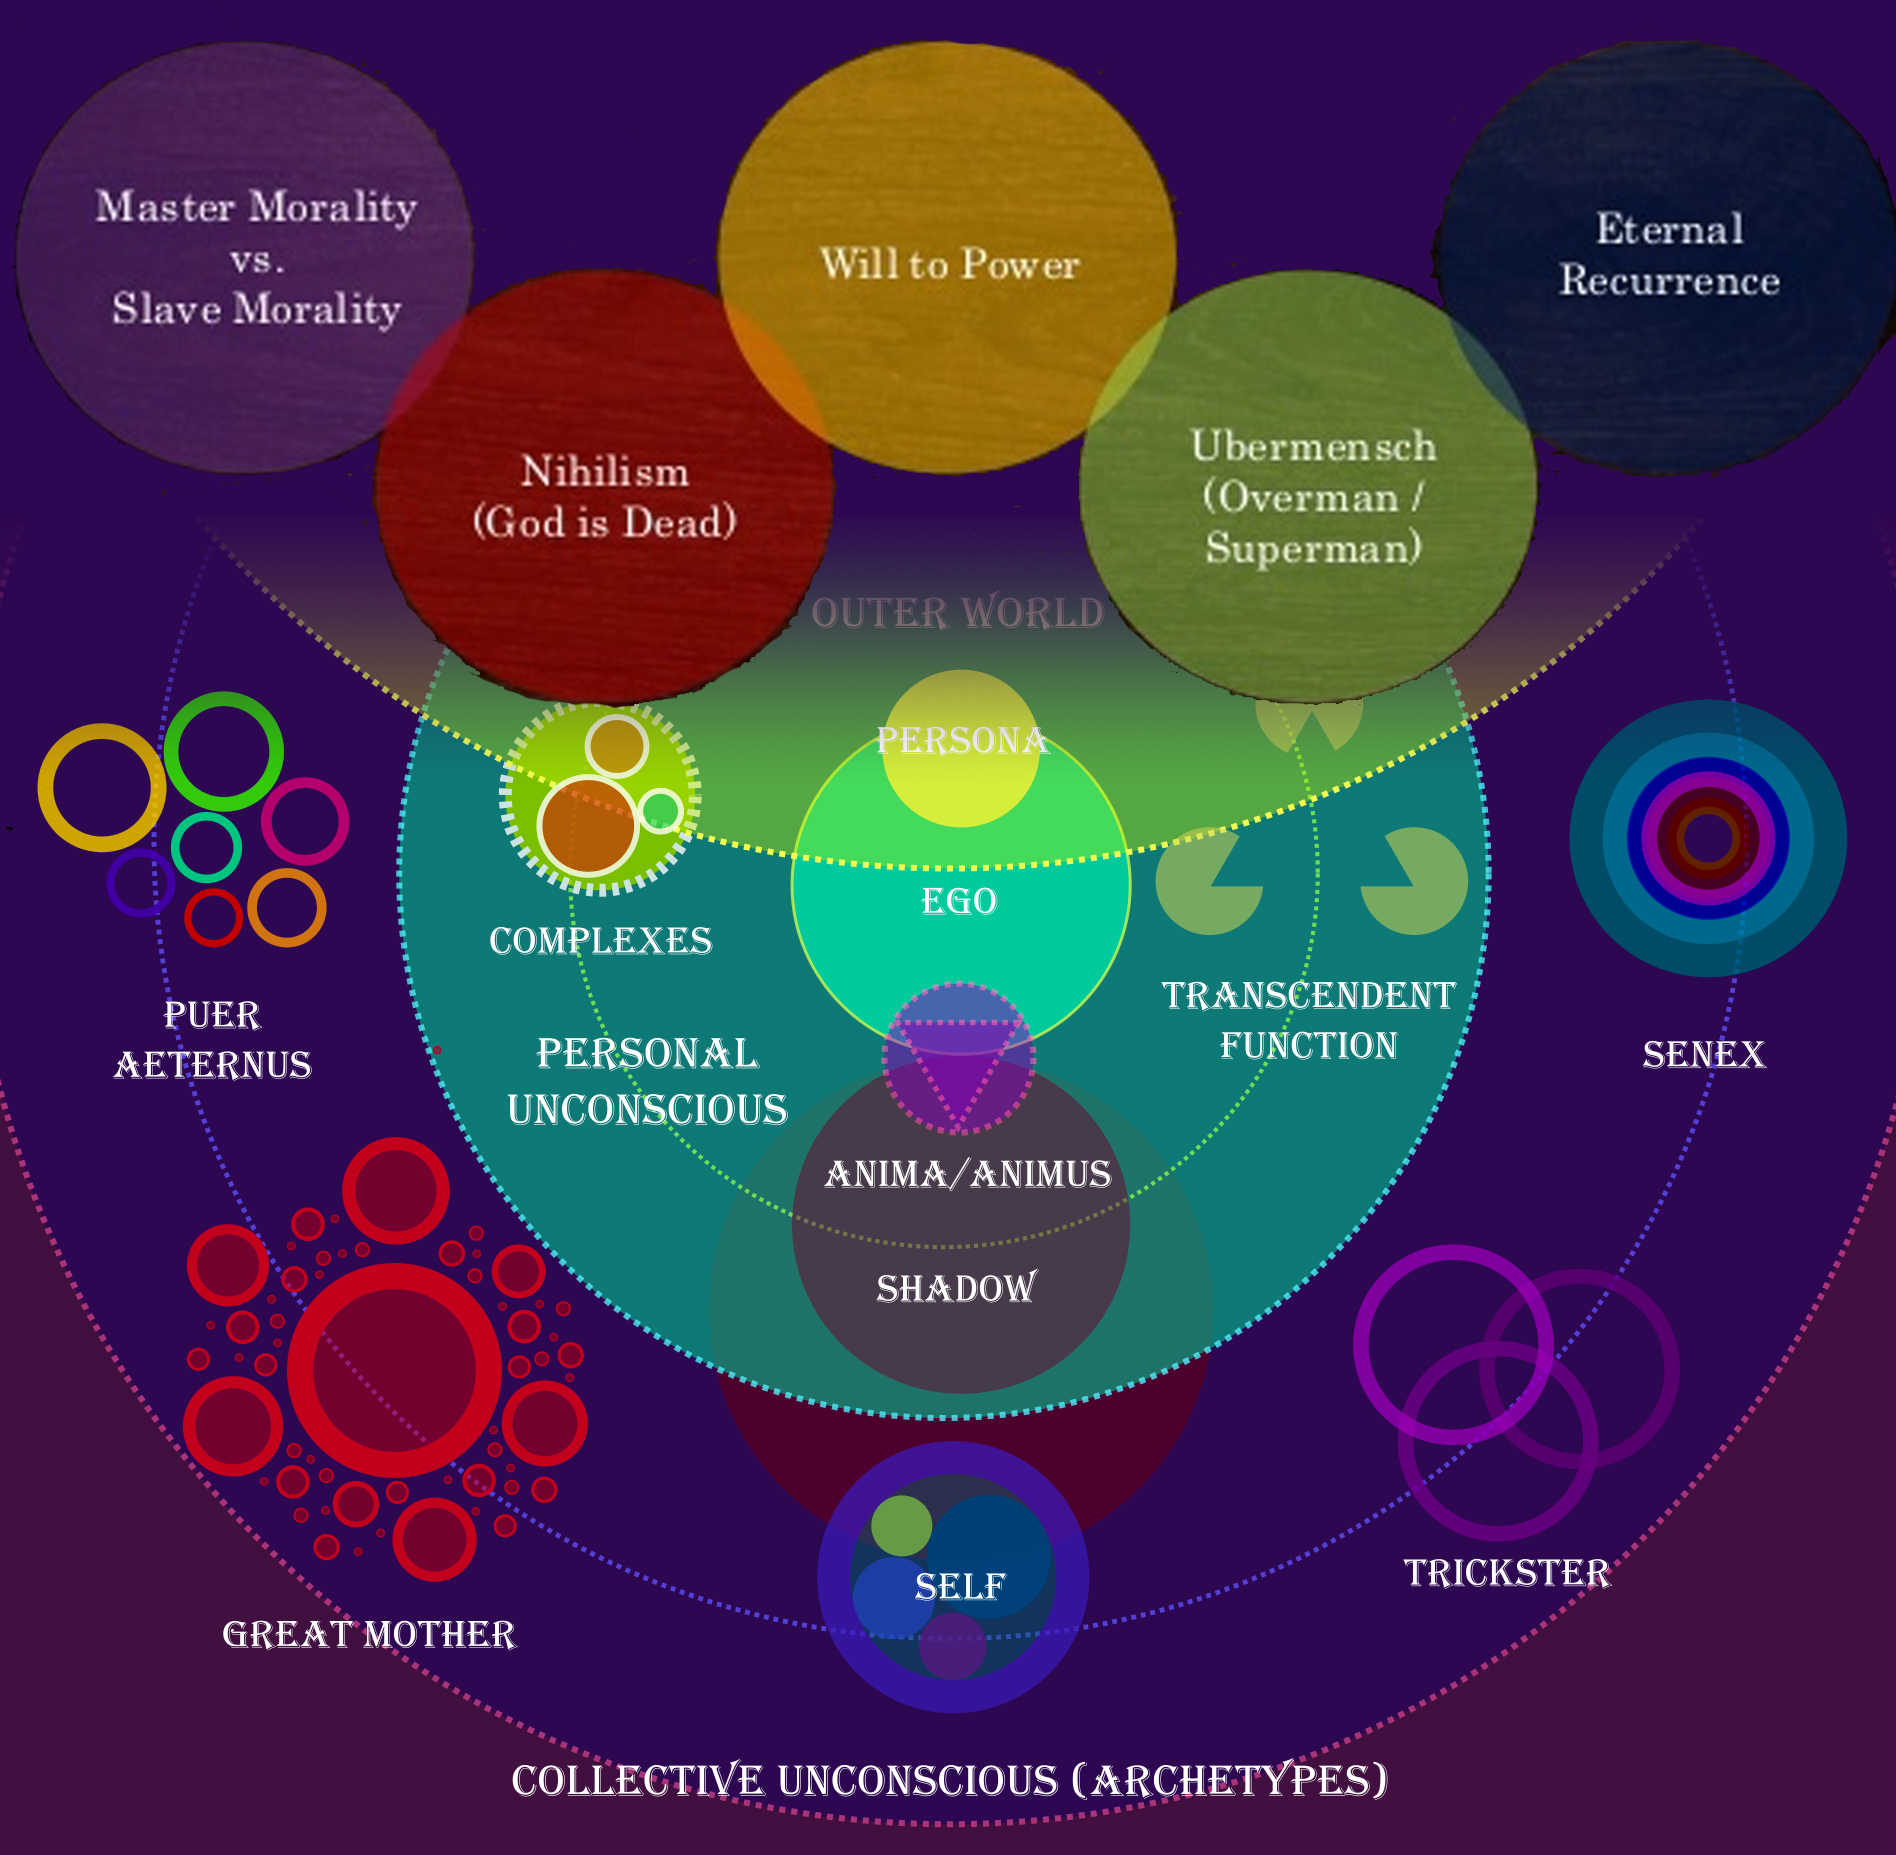 Master Morality
vs.
Slave Morality
Nihilism
(God is Dead)
Will to Power
Ubermensch
(Overman /
Superman)
Eternal
Recurrence
OUTER WORLD
PERSONA
EGO
COMPLEXES
PERSONAL
UNCONSCIOUS
TRANSCENDENT
FUNCTION
PUER
AETERNUS
SENEX
ANIMA/ANIMUS
SHADOW
GREAT MOTHER
SELF
TRICKSTER
COLLECTIVE UNCONSCIOUS (ARCHETYPES)